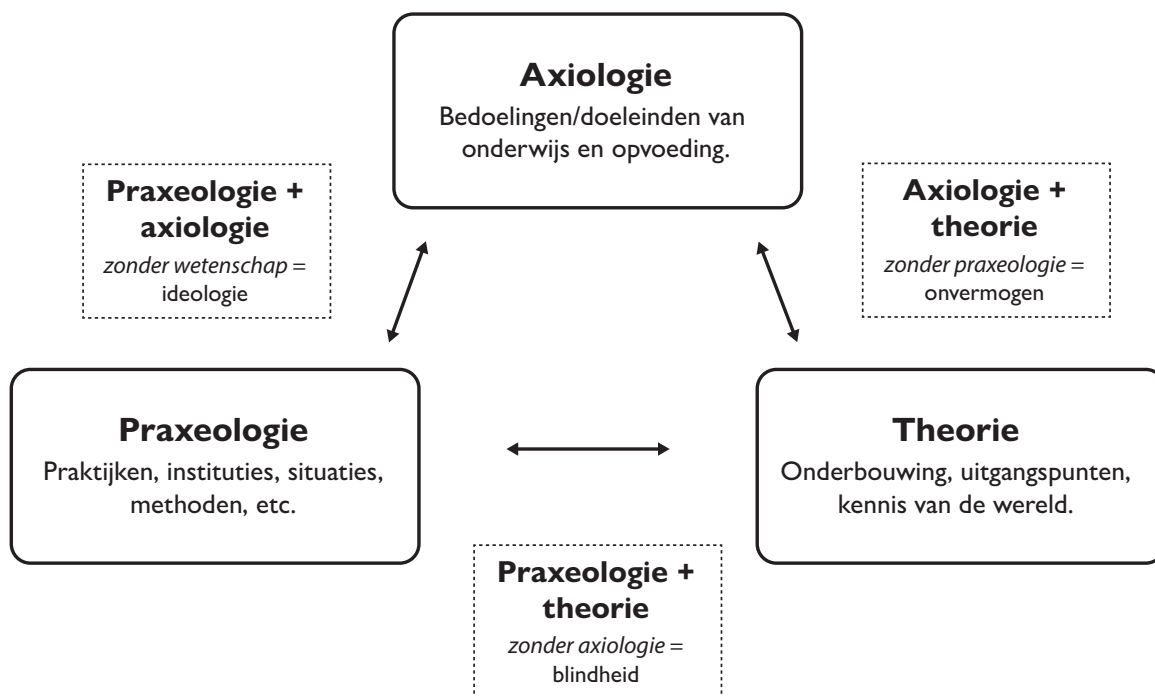 Axiologie
Bedoelingen/doeleinden van
onderwijs en opvoeding.
Praxeologie +
axiologie
zonder wetenschap =
ideologie
Axiologie +
theorie
zonder praxeologie =
onvermogen
Praxeologie
Praktijken, instituties, situaties,
methoden, etc.
Theorie
Onderbouwing, uitgangspunten,
kennis van de wereld.
Praxeologie +
theorie
zonder axiologie =
blindheid